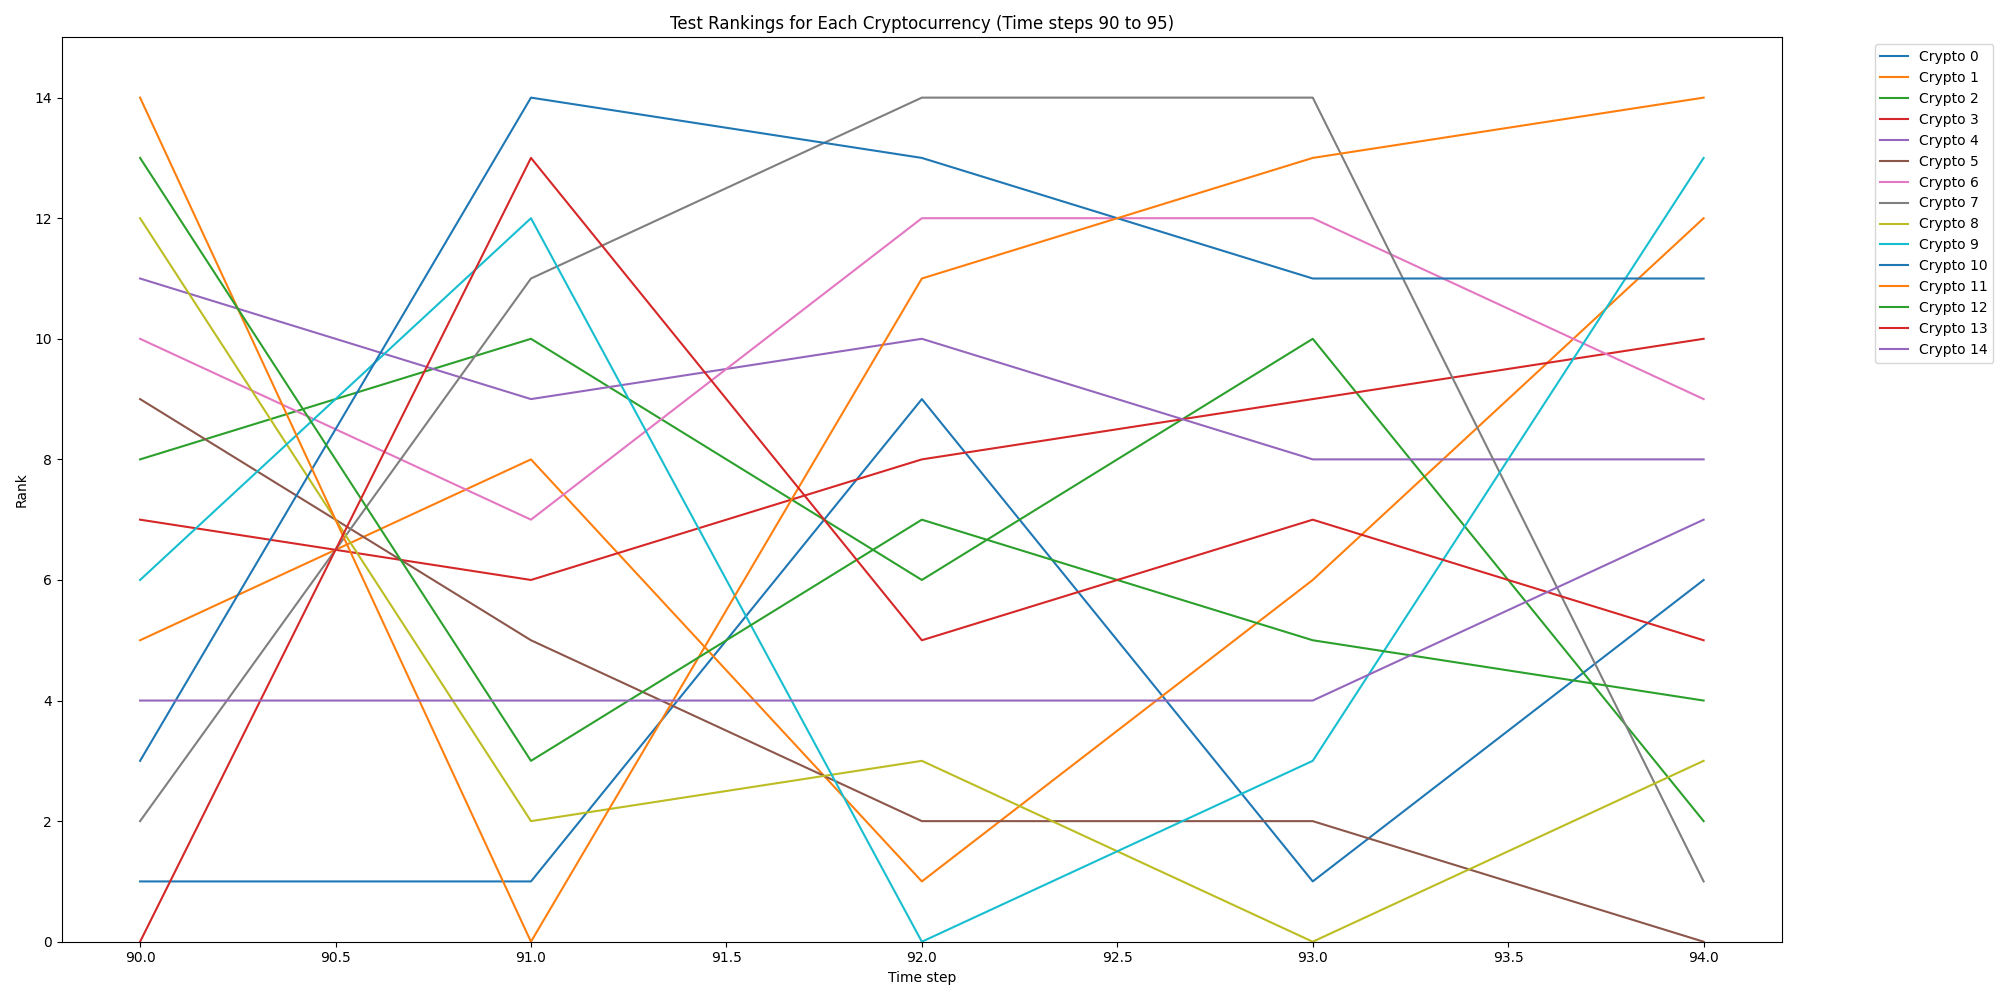 Test Rankings for Each Cryptocurrency (Time steps 90 to 95)
Rank
14
12
10
8
6
4
2
0
90.0 90.5 91.0 91.5 92.0 92.5 93.0 93.5 94.0
Time step
Crypto 0
Crypto 1
Crypto 2
Crypto 3
Crypto 4
Crypto 5
Crypto 6
Crypto 7
Crypto 8
Crypto 9
Crypto 10
Crypto 11
Crypto 12
Crypto 13
Crypto 14